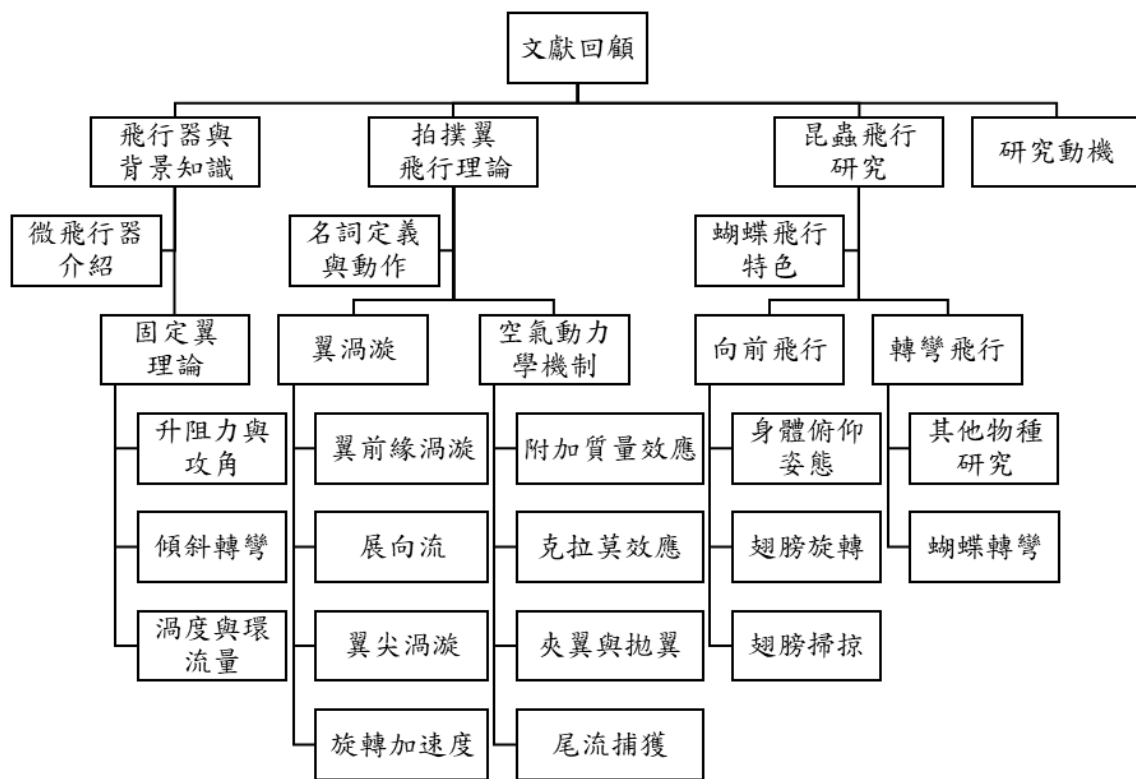 文獻回顧
飛行器與
背景知識
拍撲翼
飛行理論
昆蟲飛行
研究
研究動機
微飛行器
介紹
名詞定義
與動作
蝴蝶飛行
特色
固定翼
理論
翼渦漩
空氣動力
學機制
向前飛行
轉彎飛行
升阻力與
攻角
翼前緣渦漩
附加質量效應
身體俯仰
姿態
其他物種
研究
傾斜轉彎
展向流
克拉莫效應
翅膀旋轉
蝴蝶轉彎
渦度與環
流量
翼尖渦漩
夾翼與拋翼
翅膀掃掠
旋轉加速度
尾流捕獲